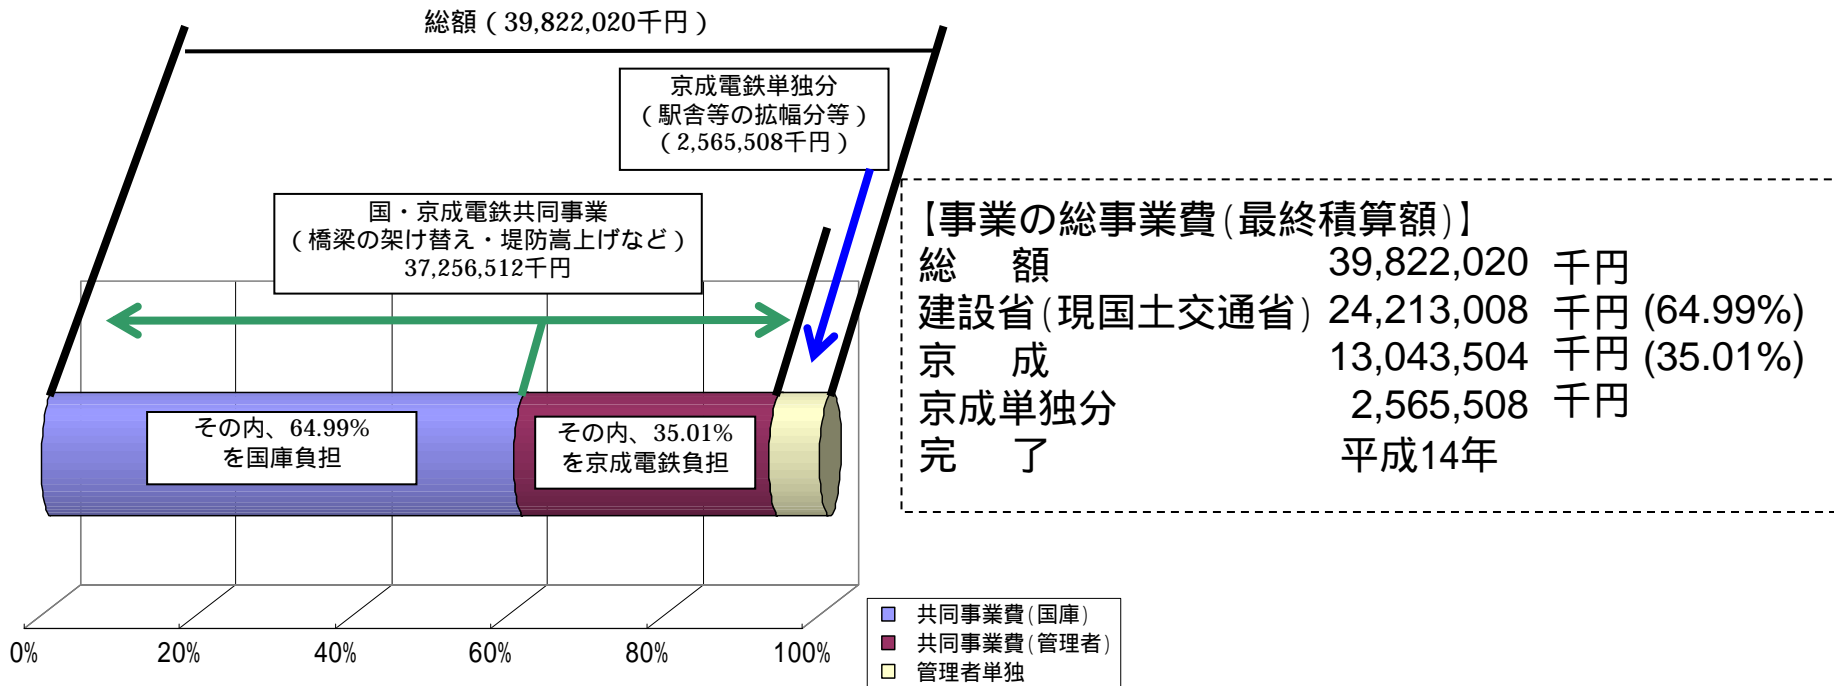 総額(39,822,020千円)
京成電鉄単独分
(駅舎等の拡幅分等)
(2,565,508千円)
国・京成電鉄共同事業
(橋梁の架け替え・堤防嵩上げなど)
37,256,512千円
その内、64.99%
を国庫負担
その内、35.01%
を京成電鉄負担
0% 20% 40% 60% 80% 100%
共同事業費(国庫)
共同事業費(管理者)
管理者単独
【事業の総事業費(最終積算額)】
総 額 39,822,020 千円
建設省(現国土交通省) 24,213,008 千円 (64.99%)
京 成 13,043,504 千円 (35.01%)
京成単独分 2,565,508 千円
完 了 平成14年